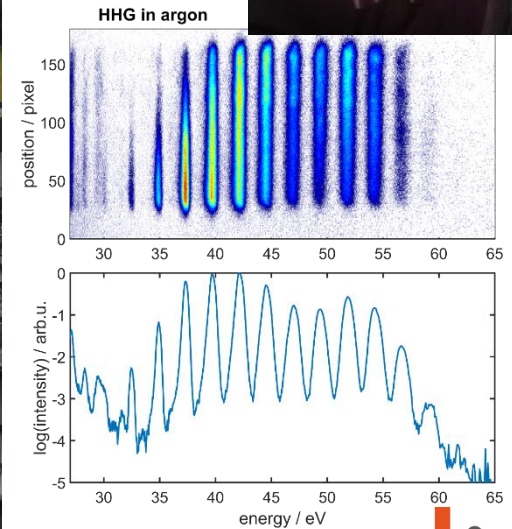 HHG in argon
position / pixel
150
100
50
0
30 35 40 45 50 55 60 65
log(intensity) / arb.u.
0
-1
-2
-3
-4
-5
30 35 40 45 50 55 60 65
energy / eV